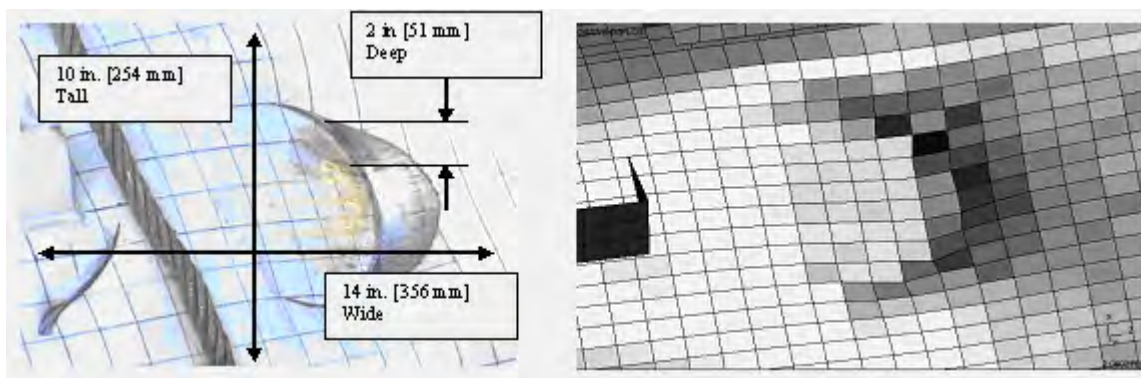 2 in [51 mm]
Deep
10 in. [254 mm]
Tall
14 in. [356 mm]
Wide